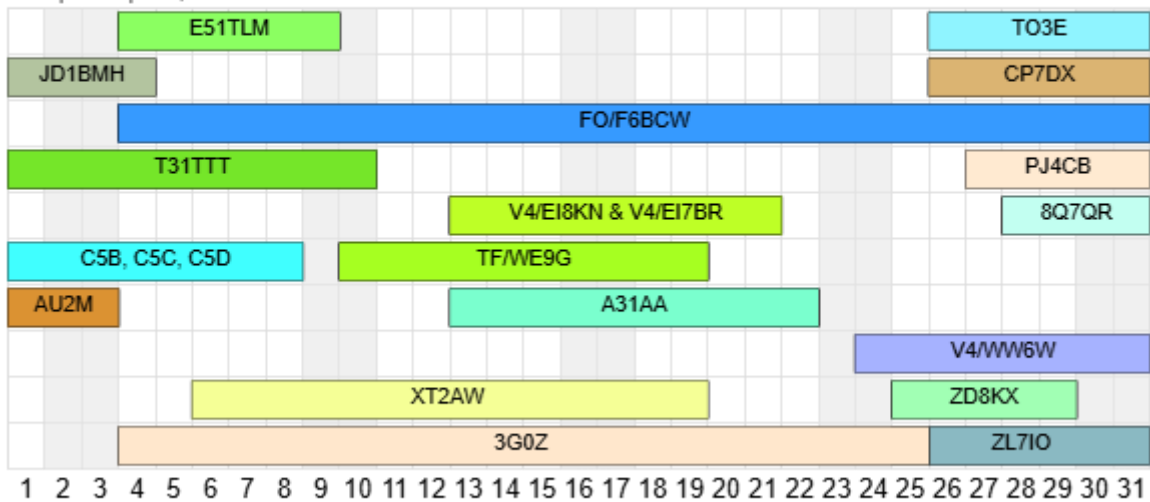 E51TLM TO3E
JD1BMH CP7DX
FO/F6BCW
T31TTT PJ4CB
V4/EI8KN & V4/EI7BR 8Q7QR
C5B, C5C, C5D TF/WE9G
AU2M A31AA
V4/WW6W
XT2AW ZD8KX
3G0Z ZL7IO
1 2 3 4 5 6 7 8 9 10 11 12 13 14 15 16 17 18 19 20 21 22 23 24 25 26 27 28 29 30 31